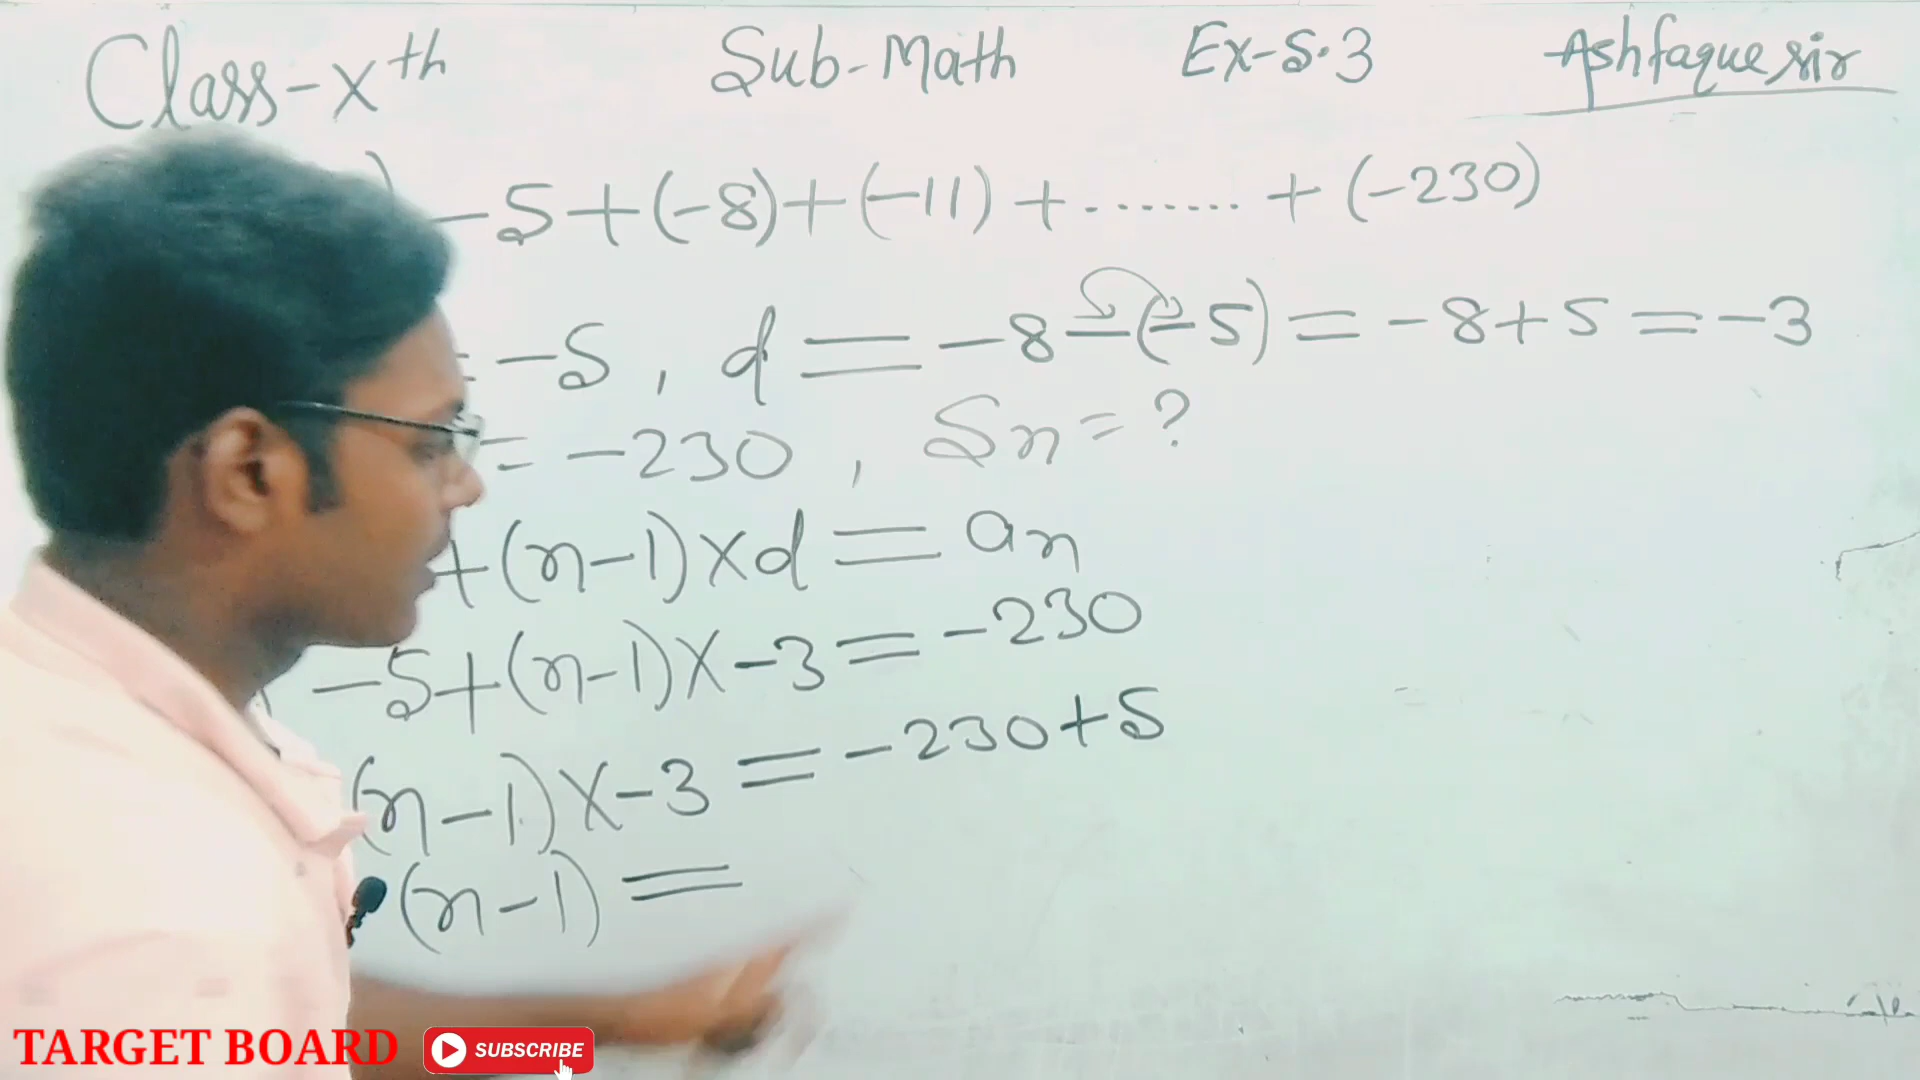 Class-Xth Sub-Math Ex-5.3 Ashfaque sir
) -5+(-8)+(-11)+........+(-230)
= -5, d = -8-(-5) = -8+5 = -3
= -230, Sn = ?
+(n-1)xd = an
-5+(n-1)x-3 = -230
(n-1)x-3 = -230+5
(n-1) =
TARGET BOARD SUBSCRIBE